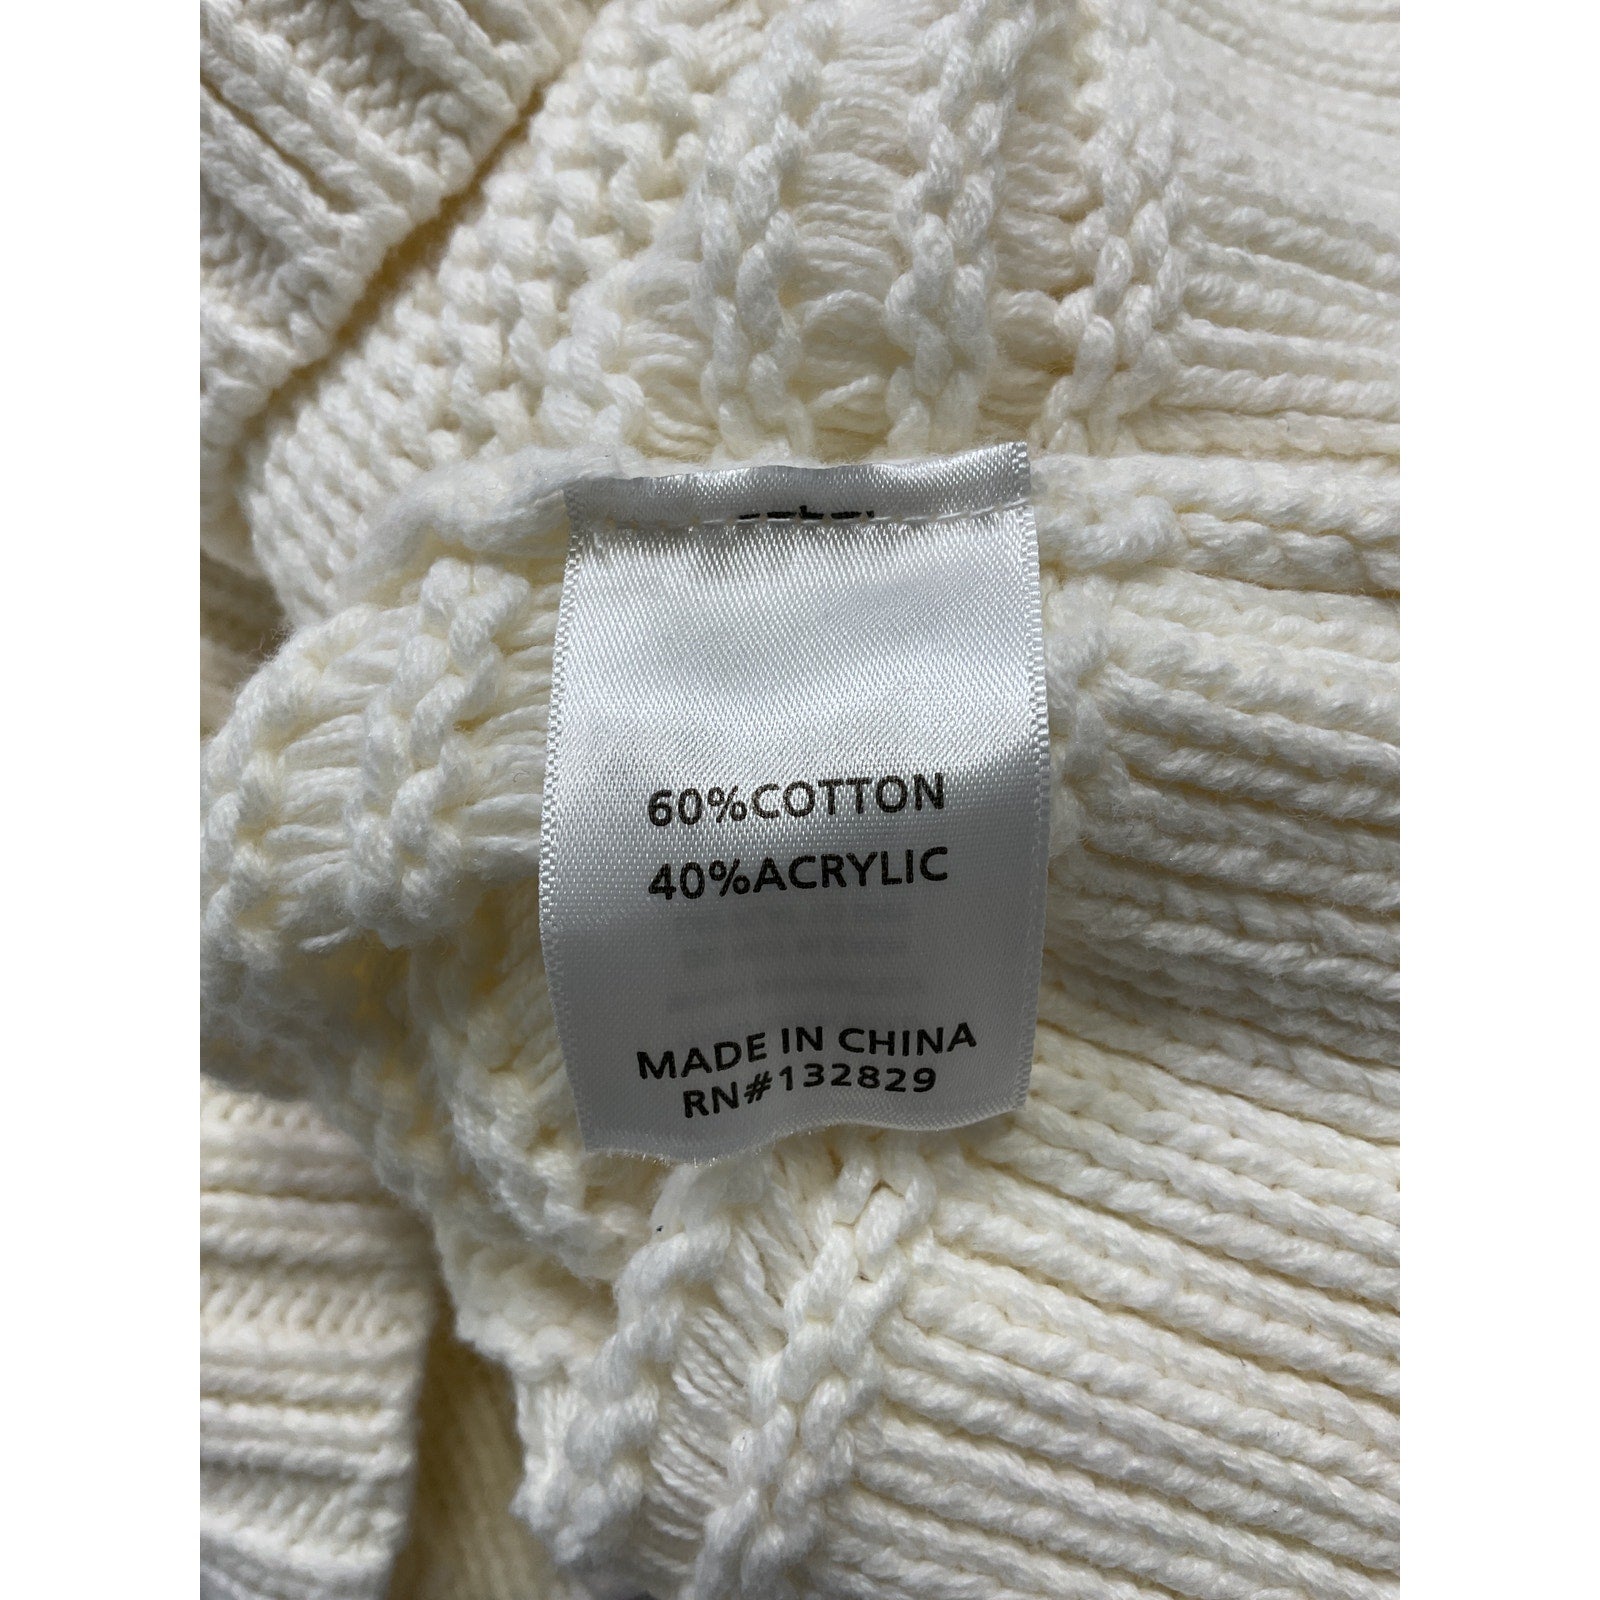 60%COTTON
40%ACRYLIC
MADE IN CHINA
RN#132829